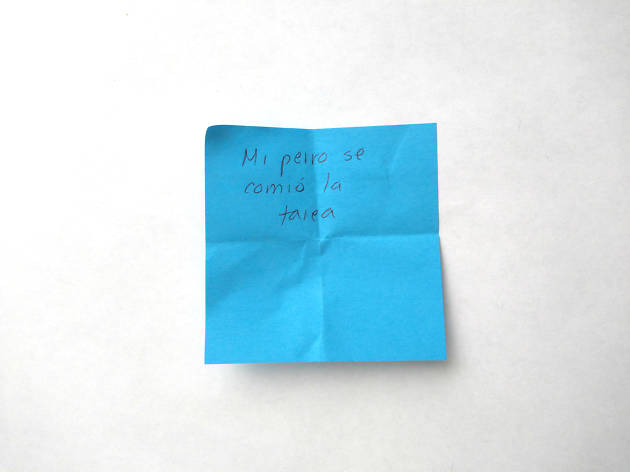 Mi perro se
comió la
tarea